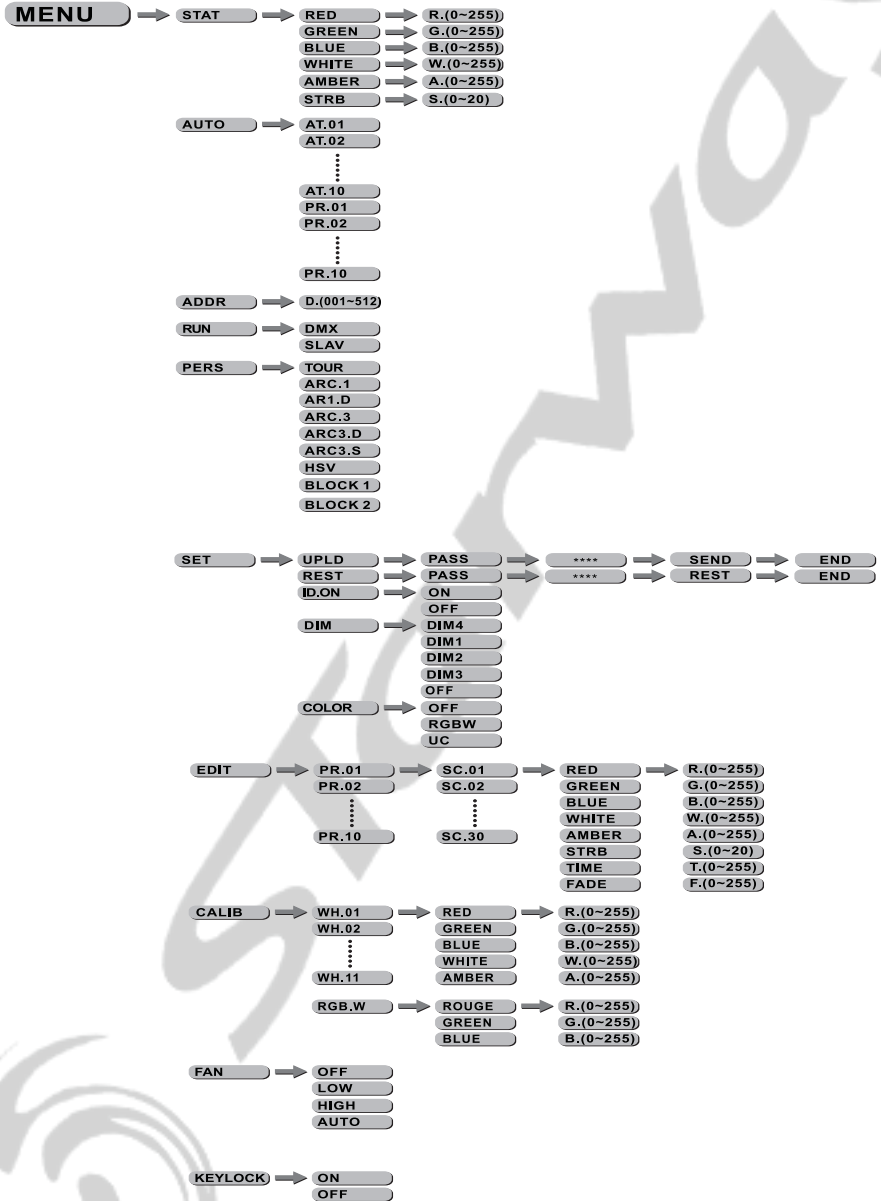 MENU STAT RED R.(0~255)
GREEN G.(0~255)
BLUE B.(0~255)
WHITE W.(0~255)
AMBER A.(0~255)
STRB S.(0~20)
AUTO AT.01
AT.02
AT.10
PR.01
PR.02
PR.10
ADDR D.(001~512)
RUN DMX
SLAV
PERS TOUR
ARC.1
AR1.D
ARC.3
ARC3.D
ARC3.S
HSV
BLOCK 1
BLOCK 2
SET UPLD PASS **** SEND END
REST PASS **** REST END
ID.ON ON
OFF
DIM DIM4
DIM1
DIM2
DIM3
OFF
COLOR OFF
RGBW
UC
EDIT PR.01 SC.01 RED R.(0~255)
PR.02 SC.02 GREEN G.(0~255)
BLUE B.(0~255)
WHITE W.(0~255)
PR.10 SC.30 AMBER A.(0~255)
STRB S.(0~20)
TIME T.(0~255)
FADE F.(0~255)
CALIB WH.01 RED R.(0~255)
WH.02 GREEN G.(0~255)
BLUE B.(0~255)
WHITE W.(0~255)
WH.11 AMBER A.(0~255)
RGB.W ROUGE R.(0~255)
GREEN G.(0~255)
BLUE B.(0~255)
FAN OFF
LOW
HIGH
AUTO
KEYLOCK ON
OFF